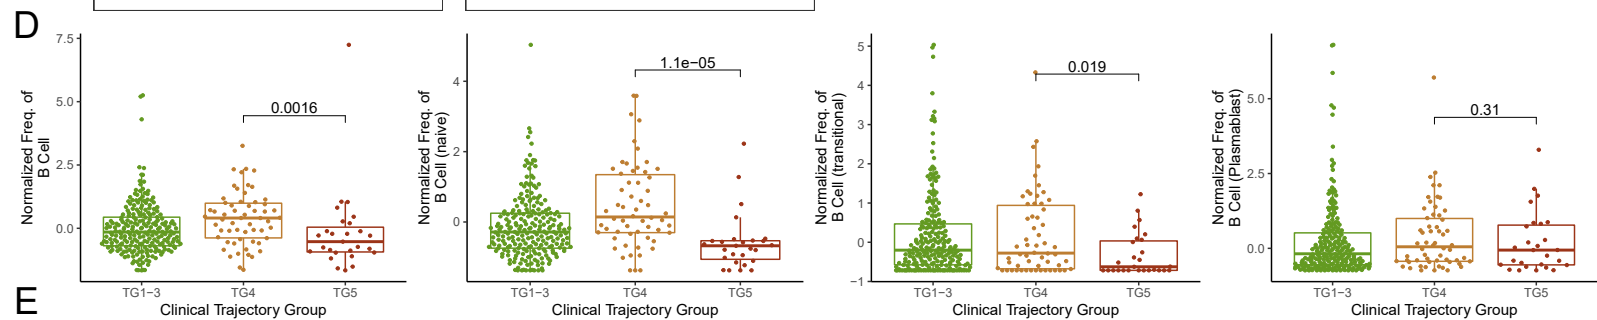 D
Normalized Freq. of
B Cell
7.5
5.0
2.5
0.0
0.0016
TG1−3
TG4
TG5
Clinical Trajectory Group
Normalized Freq. of
B Cell (naive)
4
2
0
1.1e−05
TG1−3
TG4
TG5
Clinical Trajectory Group
Normalized Freq. of
B Cell (transitional)
5
4
3
2
1
0
−1
0.019
TG1−3
TG4
TG5
Clinical Trajectory Group
Normalized Freq. of
B Cell (Plasmablast)
5.0
2.5
0.0
0.31
TG1−3
TG4
TG5
Clinical Trajectory Group
E